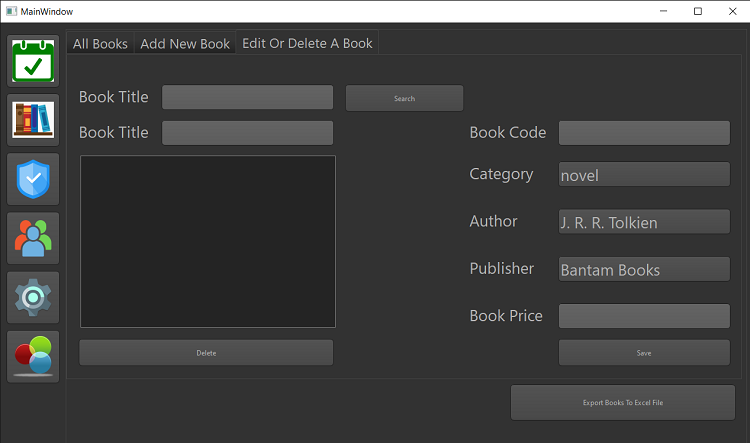 MainWindow
All Books
Add New Book
Edit Or Delete A Book
Book Title
Search
Book Title
Book Code
Category
novel
Author
J. R. R. Tolkien
Publisher
Bantam Books
Book Price
Delete
Save
Export Books To Excel File